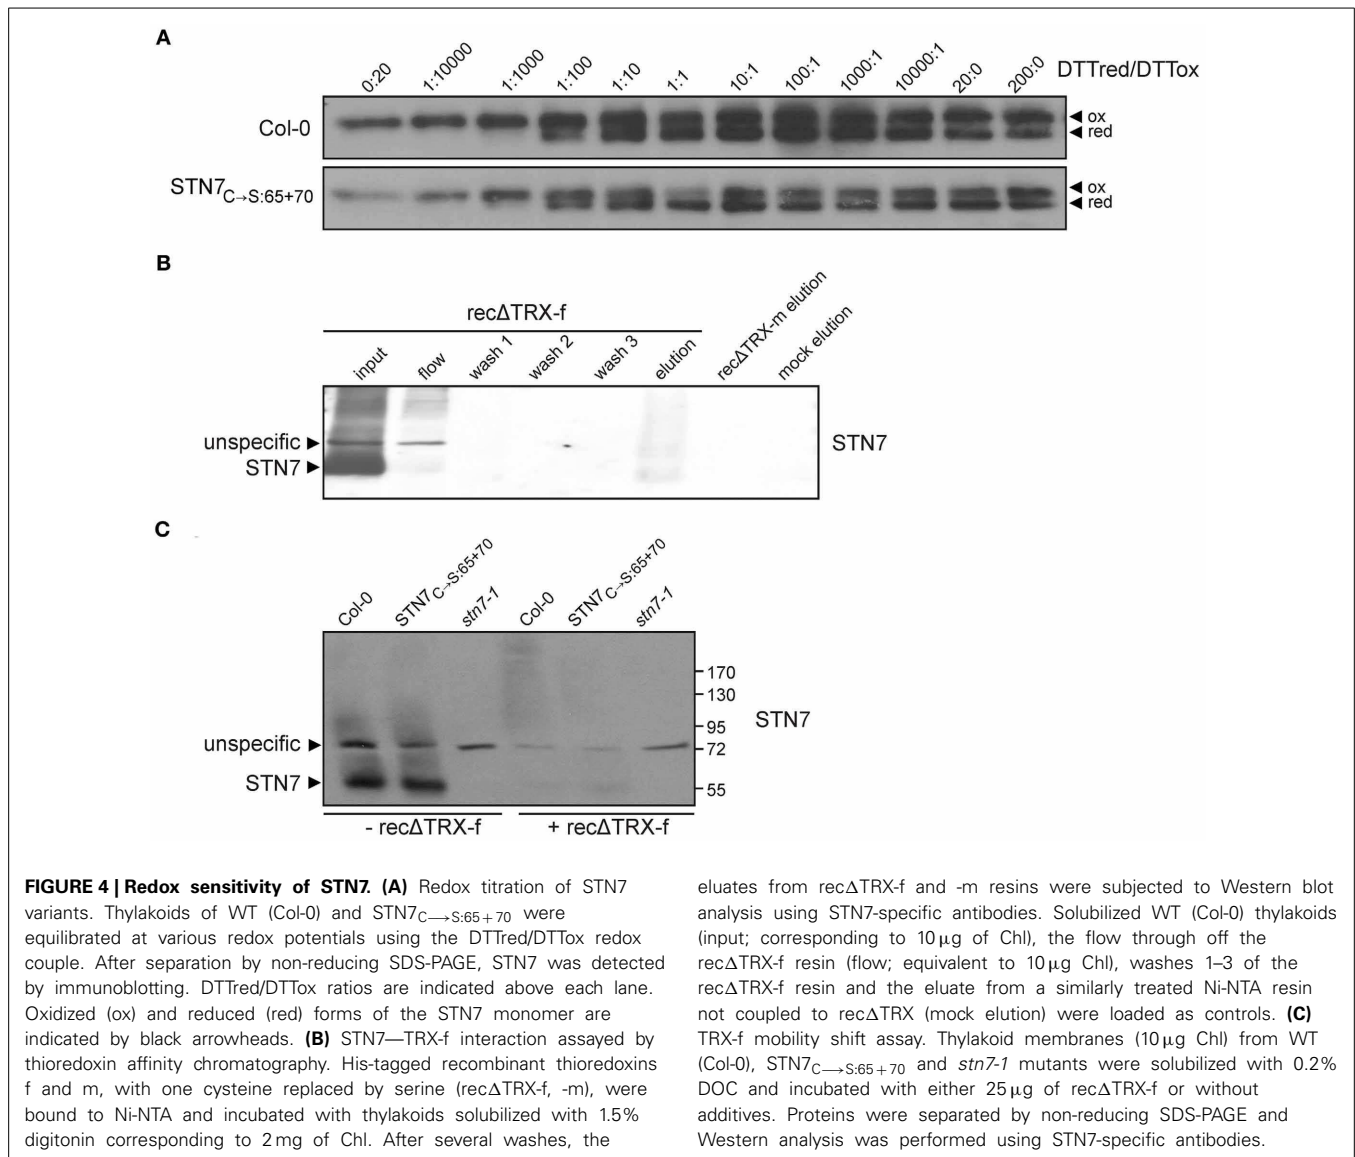 A
0:20 1:10000 1:1000 1:100 1:10 1:1 10:1 100:1 1000:1 10000:1 20:0 200:0 DTTred/DTTox
Col-0
ox
red
STN7C→S:65+70
ox
red
B
recΔTRX-f
input flow wash 1 wash 2 wash 3 elution recΔTRX-m elution mock elution
unspecific
STN7
STN7
C
Col-0 STN7C→S:65+70 stn7-1 Col-0 STN7C→S:65+70 stn7-1
170
130
95
72
55
STN7
unspecific
STN7
- recΔTRX-f + recΔTRX-f
FIGURE 4 | Redox sensitivity of STN7. (A) Redox titration of STN7
variants. Thylakoids of WT (Col-0) and STN7C→S:65+70 were
equilibrated at various redox potentials using the DTTred/DTTox redox
couple. After separation by non-reducing SDS-PAGE, STN7 was detected
by immunoblotting. DTTred/DTTox ratios are indicated above each lane.
Oxidized (ox) and reduced (red) forms of the STN7 monomer are
indicated by black arrowheads. (B) STN7—TRX-f interaction assayed by
thioredoxin affinity chromatography. His-tagged recombinant thioredoxins
f and m, with one cysteine replaced by serine (recΔTRX-f, -m), were
bound to Ni-NTA and incubated with thylakoids solubilized with 1.5%
digitonin corresponding to 2 mg of Chl. After several washes, the
eluates from recΔTRX-f and -m resins were subjected to Western blot
analysis using STN7-specific antibodies. Solubilized WT (Col-0) thylakoids
(input; corresponding to 10 μg of Chl), the flow through off the
recΔTRX-f resin (flow; equivalent to 10 μg Chl), washes 1–3 of the
recΔTRX-f resin and the eluate from a similarly treated Ni-NTA resin
not coupled to recΔTRX (mock elution) were loaded as controls. (C)
TRX-f mobility shift assay. Thylakoid membranes (10 μg Chl) from WT
(Col-0), STN7C→S:65+70 and stn7-1 mutants were solubilized with 0.2%
DOC and incubated with either 25 μg of recΔTRX-f or without
additives. Proteins were separated by non-reducing SDS-PAGE and
Western analysis was performed using STN7-specific antibodies.